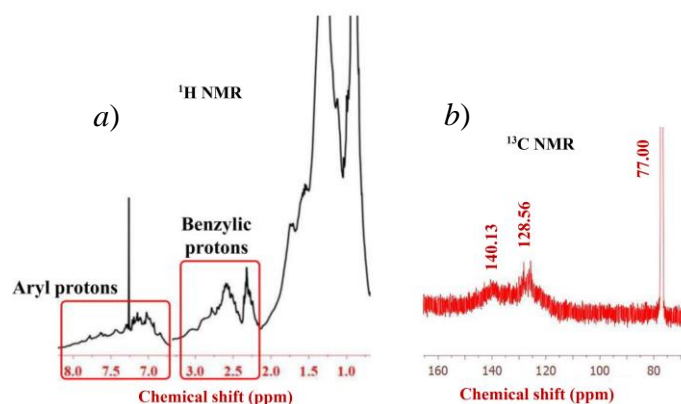 a)
¹H NMR
Benzylic
protons
Aryl protons
8.0 7.5 7.0 3.0 2.5 2.0 1.5 1.0
Chemical shift (ppm)
b)
¹³C NMR
140.13
128.56
77.00
160 140 120 100 80
Chemical shift (ppm)